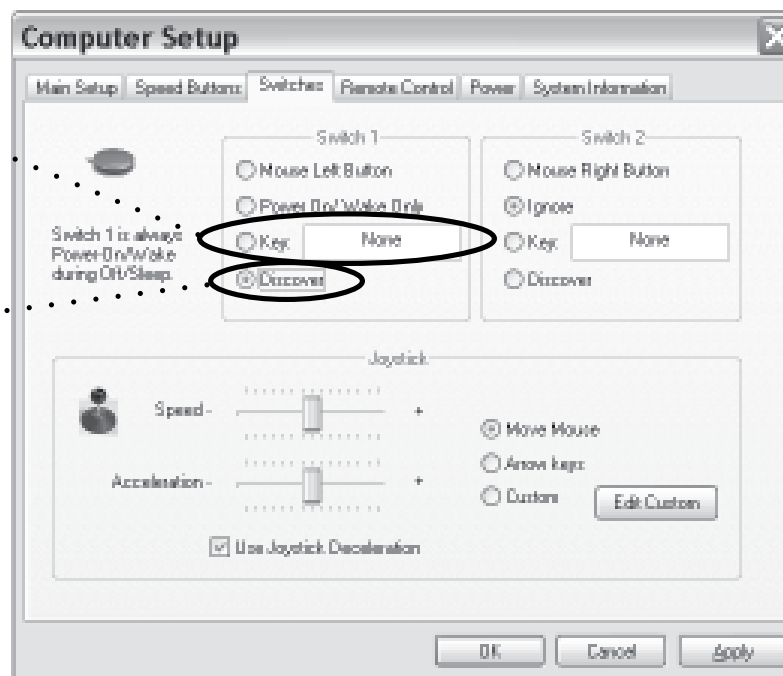 Computer Setup
Main Setup Speed Buttons Switches Remote Control Power System Information
Switch 1
Mouse Left Button
Power On/Wake Only
Key: None
Discover
Switch 1 is always
Power-On/Wake
during Off/Sleep.
Switch 2
Mouse Right Button
Ignore
Key: None
Discover
Joystick
Speed - +
Acceleration - +
Use Joystick Deceleration
Move Mouse
Arrow keys
Custom Edit Custom
OK Cancel Apply